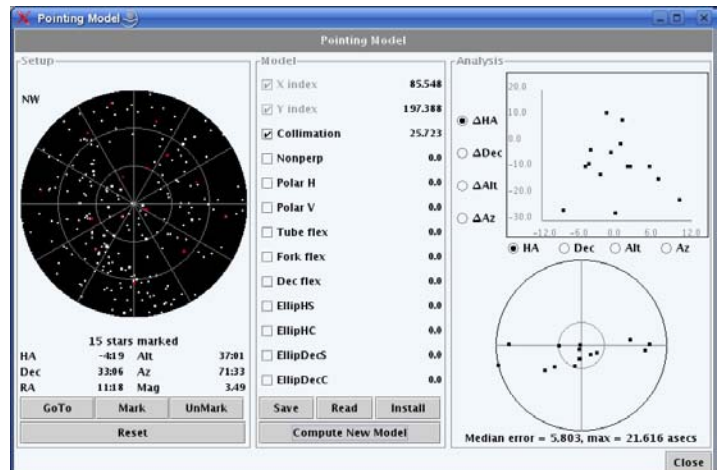 Pointing Model
Pointing Model
Setup
NW
15 stars marked
HA -4:19 Alt 37:01
Dec 33:06 Az 71:33
RA 11:18 Mag 3.49
GoTo Mark UnMark
Reset
Model
X index 85.548
Y index 197.388
Collimation 25.723
Nonperp 0.0
Polar H 0.0
Polar V 0.0
Tube flex 0.0
Fork flex 0.0
Dec flex 0.0
EllipHS 0.0
EllipHC 0.0
EllipDecS 0.0
EllipDecC 0.0
Save Read Install
Compute New Model
Analysis
ΔHA
ΔDec
ΔAlt
ΔAz
20.0
10.0
0.0
-10.0
-20.0
-30.0
-12.0 -6.0 0.0 6.0 12.0
HA Dec Alt Az
Median error = 5.803, max = 21.616 asecs
Close